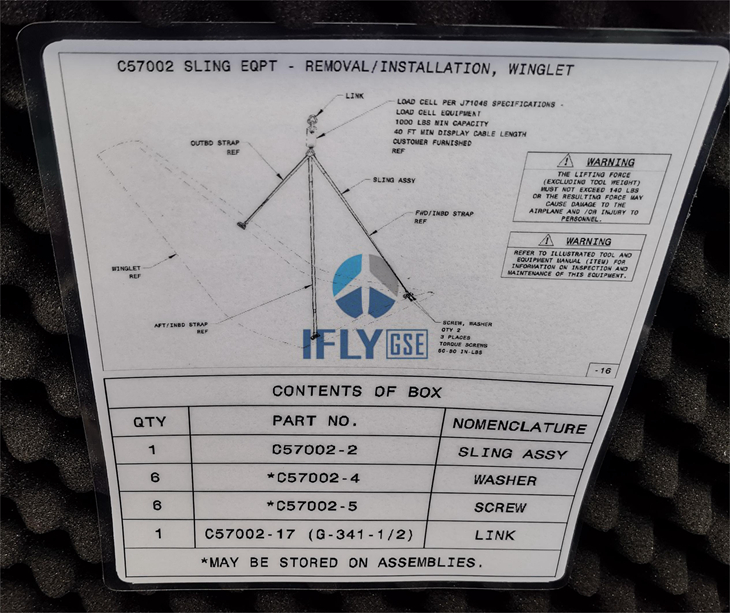 C57002 SLING EQPT - REMOVAL/INSTALLATION, WINGLET
LINK
LOAD CELL PER J71046 SPECIFICATIONS -
LOAD CELL EQUIPMENT
1000 LBS MIN CAPACITY
40 FT MIN DISPLAY CABLE LENGTH
CUSTOMER FURNISHED
REF
OUTBD STRAP
REF
SLING ASSY
FWD/INBD STRAP
REF
WARNING
THE LIFTING FORCE
(EXCLUDING TOOL WEIGHT)
MUST NOT EXCEED 140 LBS
OR THE RESULTING FORCE MAY
CAUSE DAMAGE TO THE
AIRPLANE AND /OR INJURY TO
PERSONNEL.
WARNING
REFER TO ILLUSTRATED TOOL AND
EQUIPMENT MANUAL (ITEM) FOR
INFORMATION ON INSPECTION AND
MAINTENANCE OF THIS EQUIPMENT.
WINGLET
REF
AFT/INBD STRAP
REF
SCREW, WASHER
QTY 2
3 PLACES
TORQUE SCREWS
IN-LBS
IFLY GSE
-16
CONTENTS OF BOX
QTY PART NO. NOMENCLATURE
1 C57002-2 SLING ASSY
6 *C57002-4 WASHER
6 *C57002-5 SCREW
1 C57002-17 (G-341-1/2) LINK
*MAY BE STORED ON ASSEMBLIES.